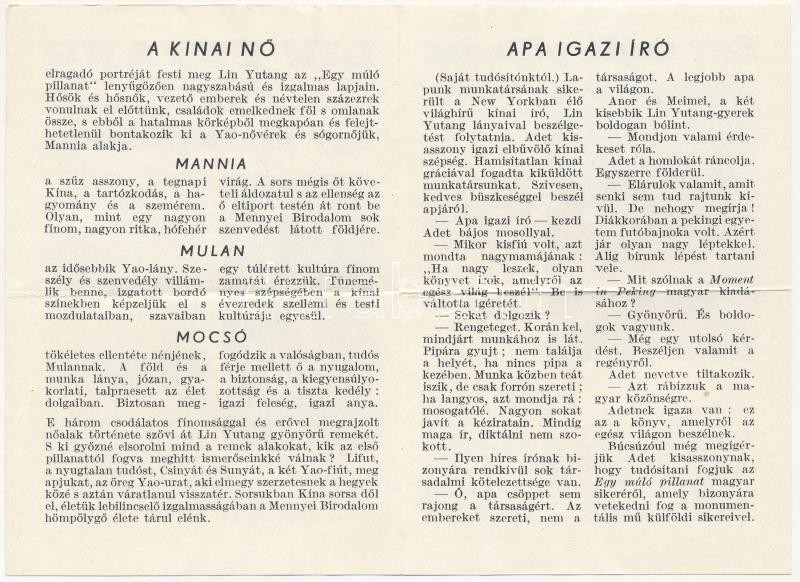 A KINAI NŐ
elragadó portréját festi meg Lin Yutang az „Egy múló
pillanat" lenyűgözően nagyszabású és izgalmas lapjain.
Hősök és hősnők, vezető emberek és névtelen százezrek
vonulnak el előttünk, családok emelkednek föl s omlanak
össze, s ebből a hatalmas körképből megkapóan és felejt-
hetetlenül bontakozik ki a Yao-nővérek és sógornőjük,
Mannia alakja.
MANNIA
a szűz asszony, a tegnapi
Kína, a tartózkodás, a ha-
gyomány és a szemérem.
Olyan, mint egy nagyon
fínom, nagyon ritka, hófehér
virág. A sors mégis őt köve-
teli áldozatul s az ellenség az
ő eltiport testén át ront be
a Mennyei Birodalom sok
szenvedést látott földjére.
MULAN
az idősebbik Yao-lány. Sze-
szély és szenvedély villám-
lik benne, izgatott bordó
színekben képzeljük el s
mozdulataiban, szavaiban
egy túlérett kultúra fínom
zamatát érezzük. Tünemé-
nyes szépségében a kínai
évezredek szellemi és testi
kultúrája egyesül.
MOCSÓ
tökéletes ellentéte nénjének,
Mulannak. A föld és a
munka lánya, józan, gya-
korlati, talpraesett az élet
dolgaiban. Biztosan meg-
fogódzik a valóságban, tudós
férje mellett ő a nyugalom,
a biztonság, a kiegyensúlyo-
zottság és a tiszta kedély:
igazi feleség, igazi anya.
E három csodálatos fínomsággal és erővel megrajzolt
nőalak története szövi át Lin Yutang gyönyörű remekét.
S ki győzné elsorolni mind a remek alakokat, kik az első
pillanattól fogva meghitt ismerőseinkké válnak? Lifut,
a nyugtalan tudóst, Csinyát és Sunyát, a két Yao-fiút, meg
apjukat, az öreg Yao-urat, aki elmegy szerzetesnek a hegyek
közé s aztán váratlanul visszatér. Sorsukban Kína sorsa dől
el, életük lebilincselő izgalmasságában a Mennyei Birodalom
hömpölygő élete tárul elénk.
APA IGAZI ÍRÓ
(Saját tudósítónktól.) La-
punk munkatársának sike-
rült a New Yorkban élő
világhírű kínai író, Lin
Yutang lányaival beszélge-
tést folytatnia. Adet kis-
asszony igazi elbűvölő kínai
szépség. Hamisítatlan kínai
gráciával fogadta kiküldött
munkatársunkat. Szívesen,
kedves büszkeséggel beszél
apjáról.
— Apa igazi író — kezdi
Adet bájos mosollyal.
— Mikor kisfiú volt, azt
mondta nagymamájának:
„Ha nagy leszek, olyan
könyvet írok, amelyről az
egész világ beszél" Be is
váltotta ígéretét.
— Sokat dolgozik?
— Rengeteget. Korán kel,
mindjárt munkához is lát.
Pipára gyujt; nem találja
a helyét, ha nincs pipa a
kezében. Munka közben teát
iszik, de csak forrón szereti;
ha langyos, azt mondja rá:
mosogatólé. Nagyon sokat
javít a kéziratain. Mindig
maga ír, diktálni nem szo-
kott.
— Ilyen híres írónak bi-
zonyára rendkívül sok tár-
sadalmi kötelezettsége van.
— Ó, apa csöppet sem
rajong a társaságért. Az
embereket szereti, nem a
társaságot. A legjobb apa
a világon.
Anor és Meimei, a két
kisebbik Lin Yutang-gyerek
boldogan bólint.
— Mondjon valami érde-
keset róla.
Adet a homlokát ráncolja.
Egyszerre földerül.
— Elárulok valamit, amit
senki sem tud rajtunk kí-
vül. De nehogy megírja!
Diákkorában a pekingi egye-
tem futóbajnoka volt. Azért
jár olyan nagy léptekkel.
Alig bírunk lépést tartani
vele.
— Mit szólnak a Moment
in Peking magyar kiadá-
sához?
— Gyönyörű. És boldo-
gok vagyunk.
— Még egy utolsó kér-
dést. Beszéljen valamit a
regényről.
Adet nevetve tiltakozik.
— Azt rábízzuk a ma-
gyar közönségre.
Adetnek igaza van: ez
az a könyv, amelyről az
egész világon beszélnek.
Búcsúzóul még megígér-
jük Adet kisasszonynak,
hogy tudósítani fogjuk az
Egy múló pillanat magyar
sikeréről, amely bizonyára
vetekedni fog a monumen-
tális mű külföldi sikereivel.